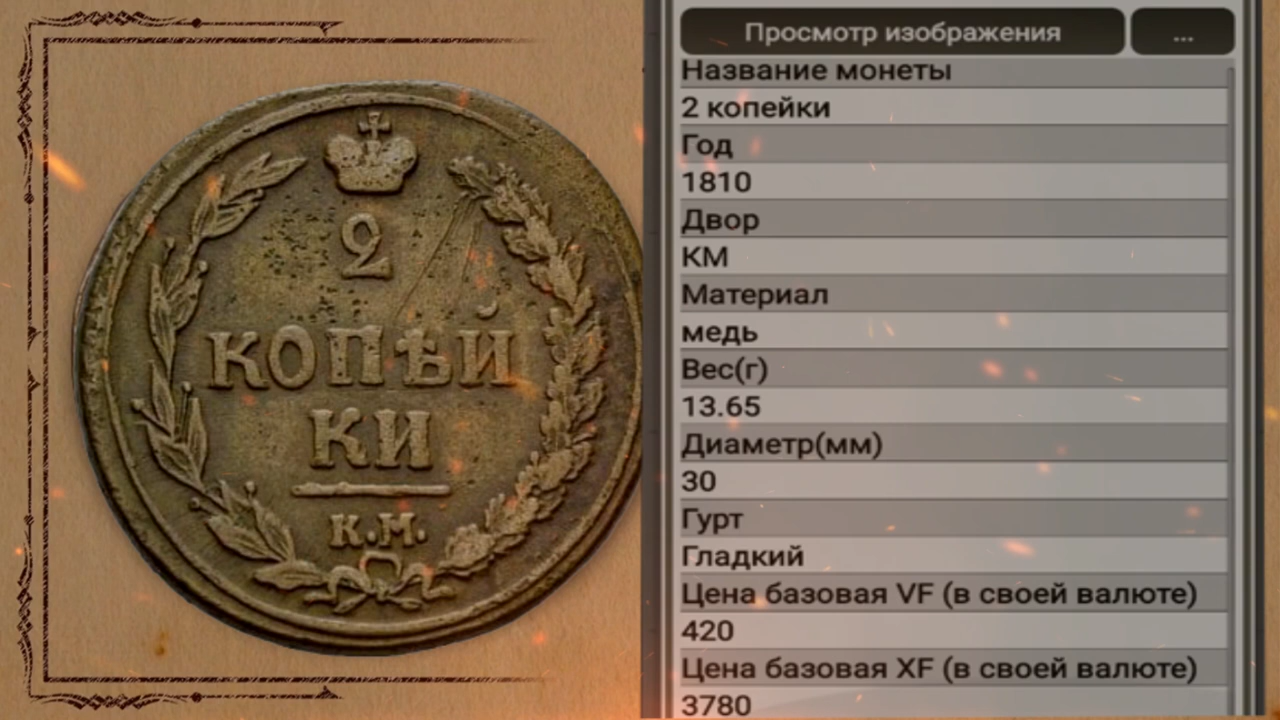 2
КОПѢЙ
КИ
К.М.
Просмотр изображения
...
Название монеты
2 копейки
Год
1810
Двор
КМ
Материал
медь
Вес(г)
13.65
Диаметр(мм)
30
Гурт
Гладкий
Цена базовая VF (в своей валюте)
420
Цена базовая XF (в своей валюте)
3780